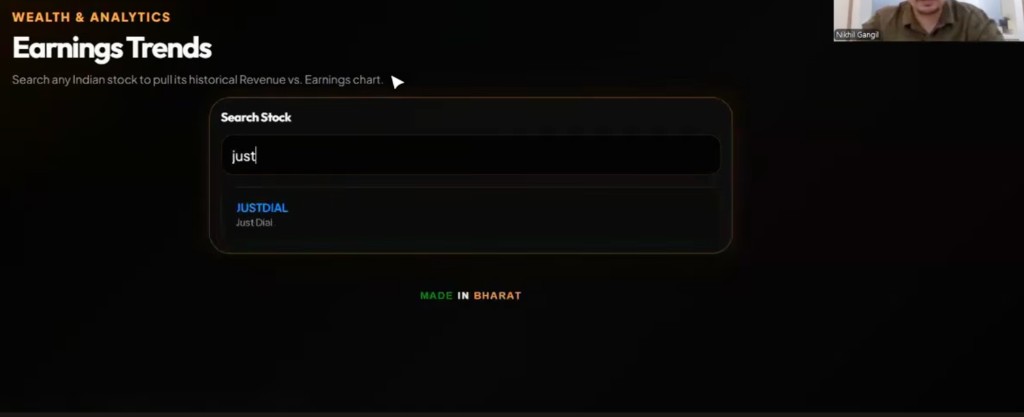 WEALTH & ANALYTICS
Earnings Trends
Search any Indian stock to pull its historical Revenue vs. Earnings chart.
Nikhil Gangil
Search Stock
just
JUSTDIAL
Just Dial
MADE IN BHARAT